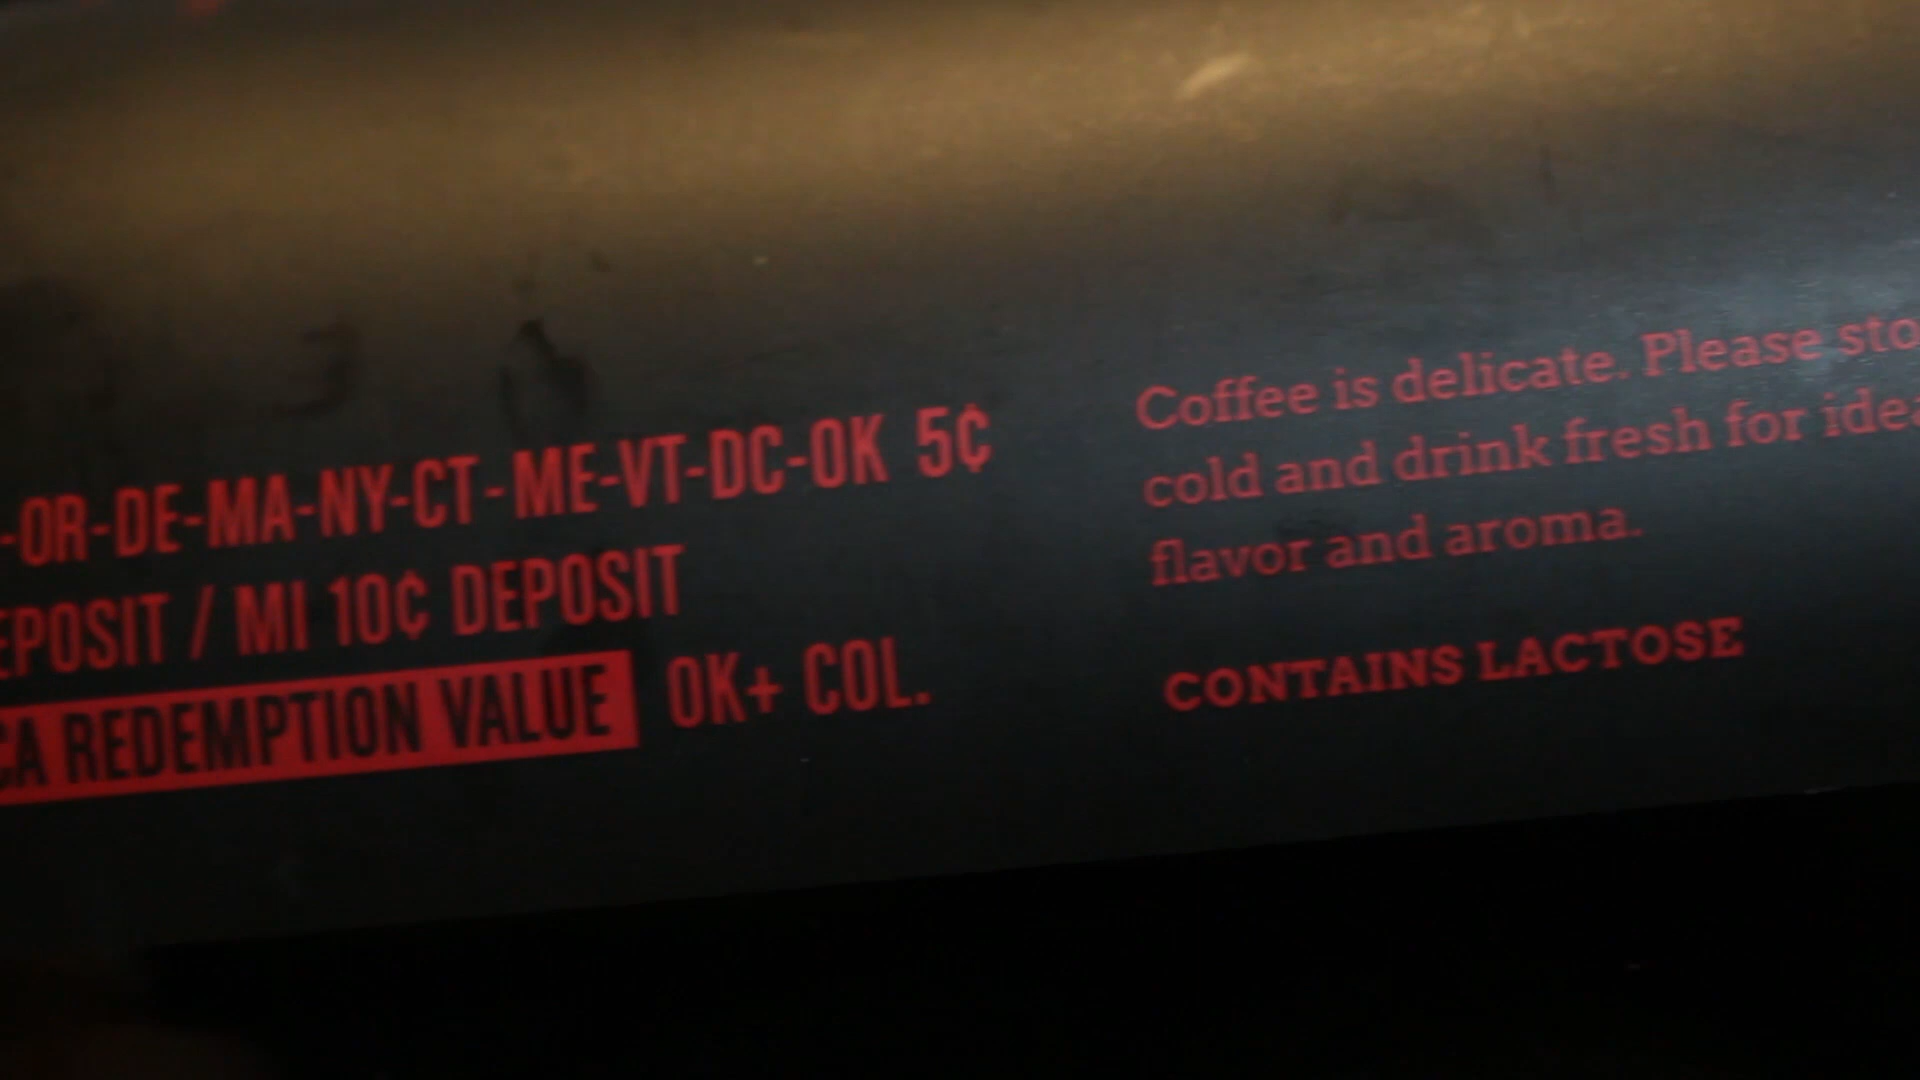 -OR-DE-MA-NY-CT-ME-VT-DC-OK 5¢
EPOSIT / MI 10¢ DEPOSIT
CA REDEMPTION VALUE OK+ COL.
Coffee is delicate. Please sto
cold and drink fresh for idea
flavor and aroma.
CONTAINS LACTOSE